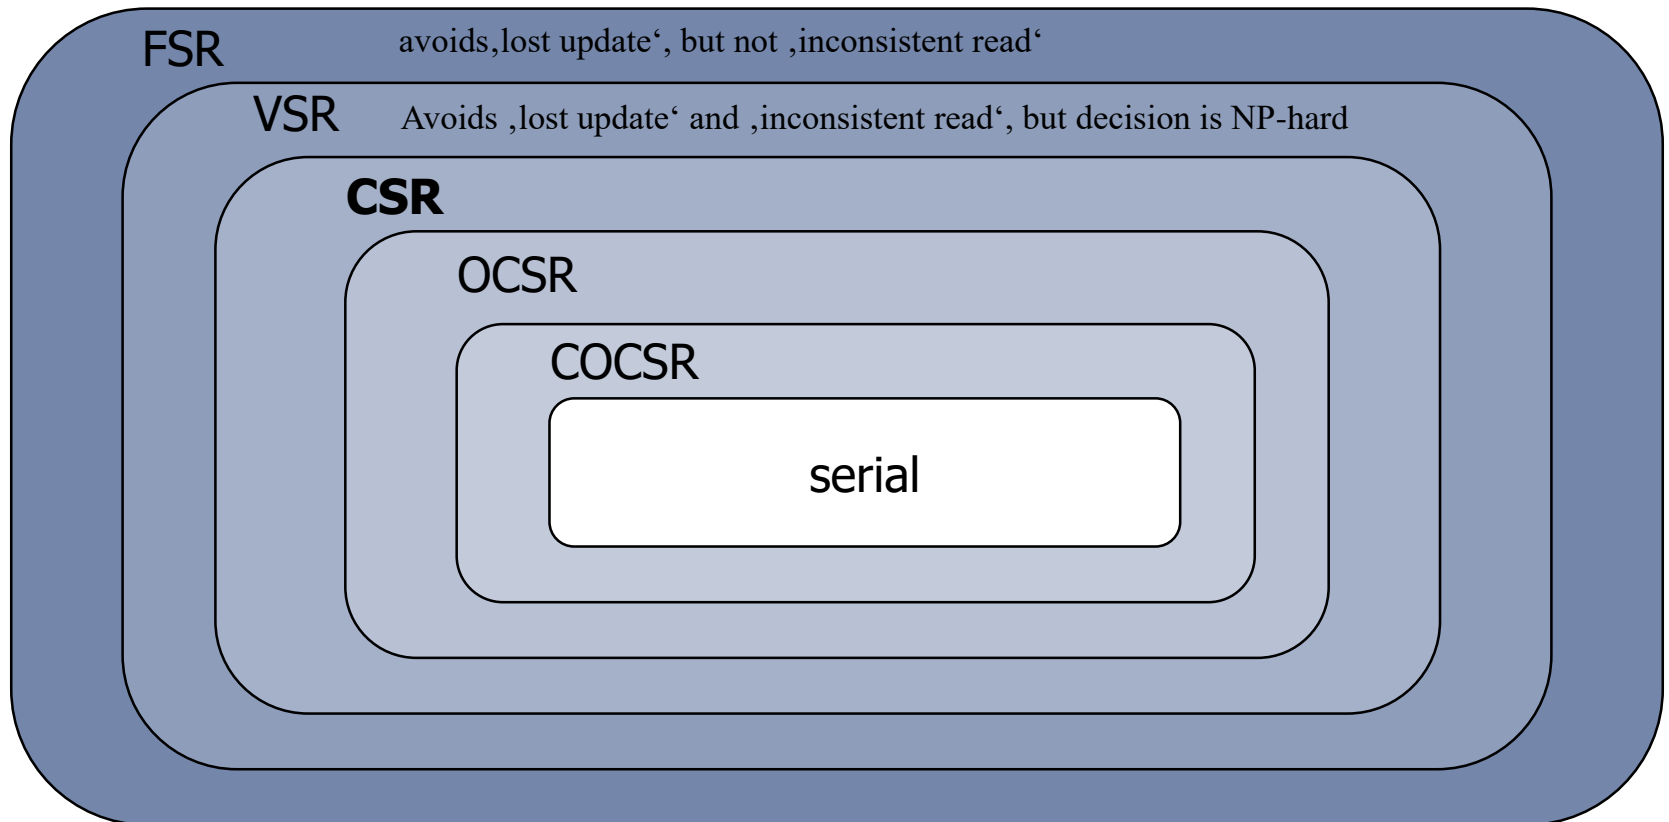 FSR avoids‚lost update‘, but not ‚inconsistent read‘
VSR Avoids ‚lost update‘ and ‚inconsistent read‘, but decision is NP-hard
CSR
OCSR
COCSR
serial